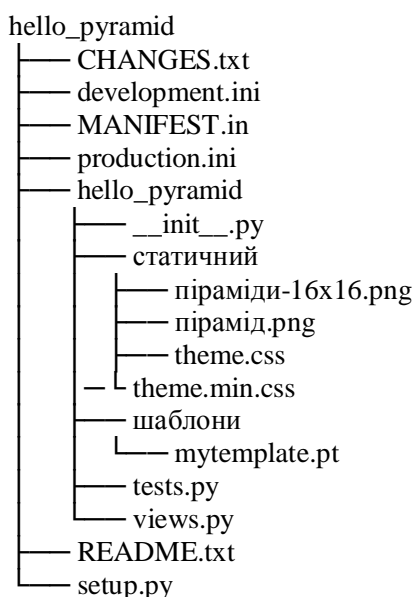 hello_pyramid
├── CHANGES.txt
├── development.ini
├── MANIFEST.in
├── production.ini
├── hello_pyramid
│   ├── __init__.py
│   ├── статичний
│   │   ├── піраміди-16x16.png
│   │   ├── пірамід.png
│   │   ├── theme.css
│ ─ └ theme.min.css
│   ├── шаблони
│   │   └── mytemplate.pt
│   ├── tests.py
│   └── views.py
├── README.txt
└── setup.py